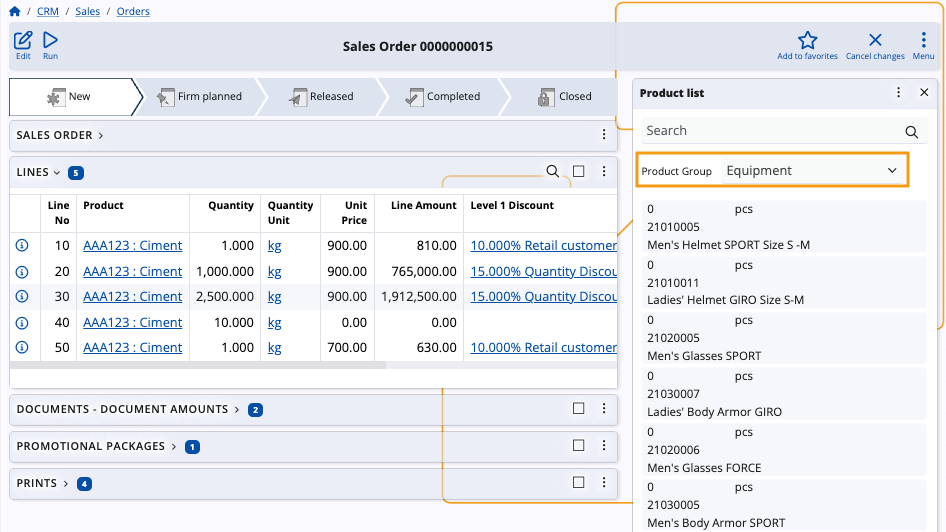 / CRM / Sales / Orders
Edit Run
Sales Order 0000000015
Add to favorites Cancel changes Menu
New Firm planned Released Completed Closed
SALES ORDER
LINES 5
Line No Product Quantity Quantity Unit Unit Price Line Amount Level 1 Discount
10 AAA123 : Ciment 1.000 kg 900.00 810.00 10.000% Retail customer
20 AAA123 : Ciment 1,000.000 kg 900.00 765,000.00 15.000% Quantity Discou
30 AAA123 : Ciment 2,500.000 kg 900.00 1,912,500.00 15.000% Quantity Discou
40 AAA123 : Ciment 10.000 kg 0.00 0.00
50 AAA123 : Ciment 1.000 kg 700.00 630.00 10.000% Retail customer
DOCUMENTS - DOCUMENT AMOUNTS 2
PROMOTIONAL PACKAGES 1
PRINTS 4
Product list
Search
Product Group Equipment
0 pcs
21010005
Men's Helmet SPORT Size S -M
0 pcs
21010011
Ladies' Helmet GIRO Size S-M
0 pcs
21020005
Men's Glasses SPORT
0 pcs
21030007
Ladies' Body Armor GIRO
0 pcs
21020006
Men's Glasses FORCE
0 pcs
21030005
Men's Body Armor SPORT